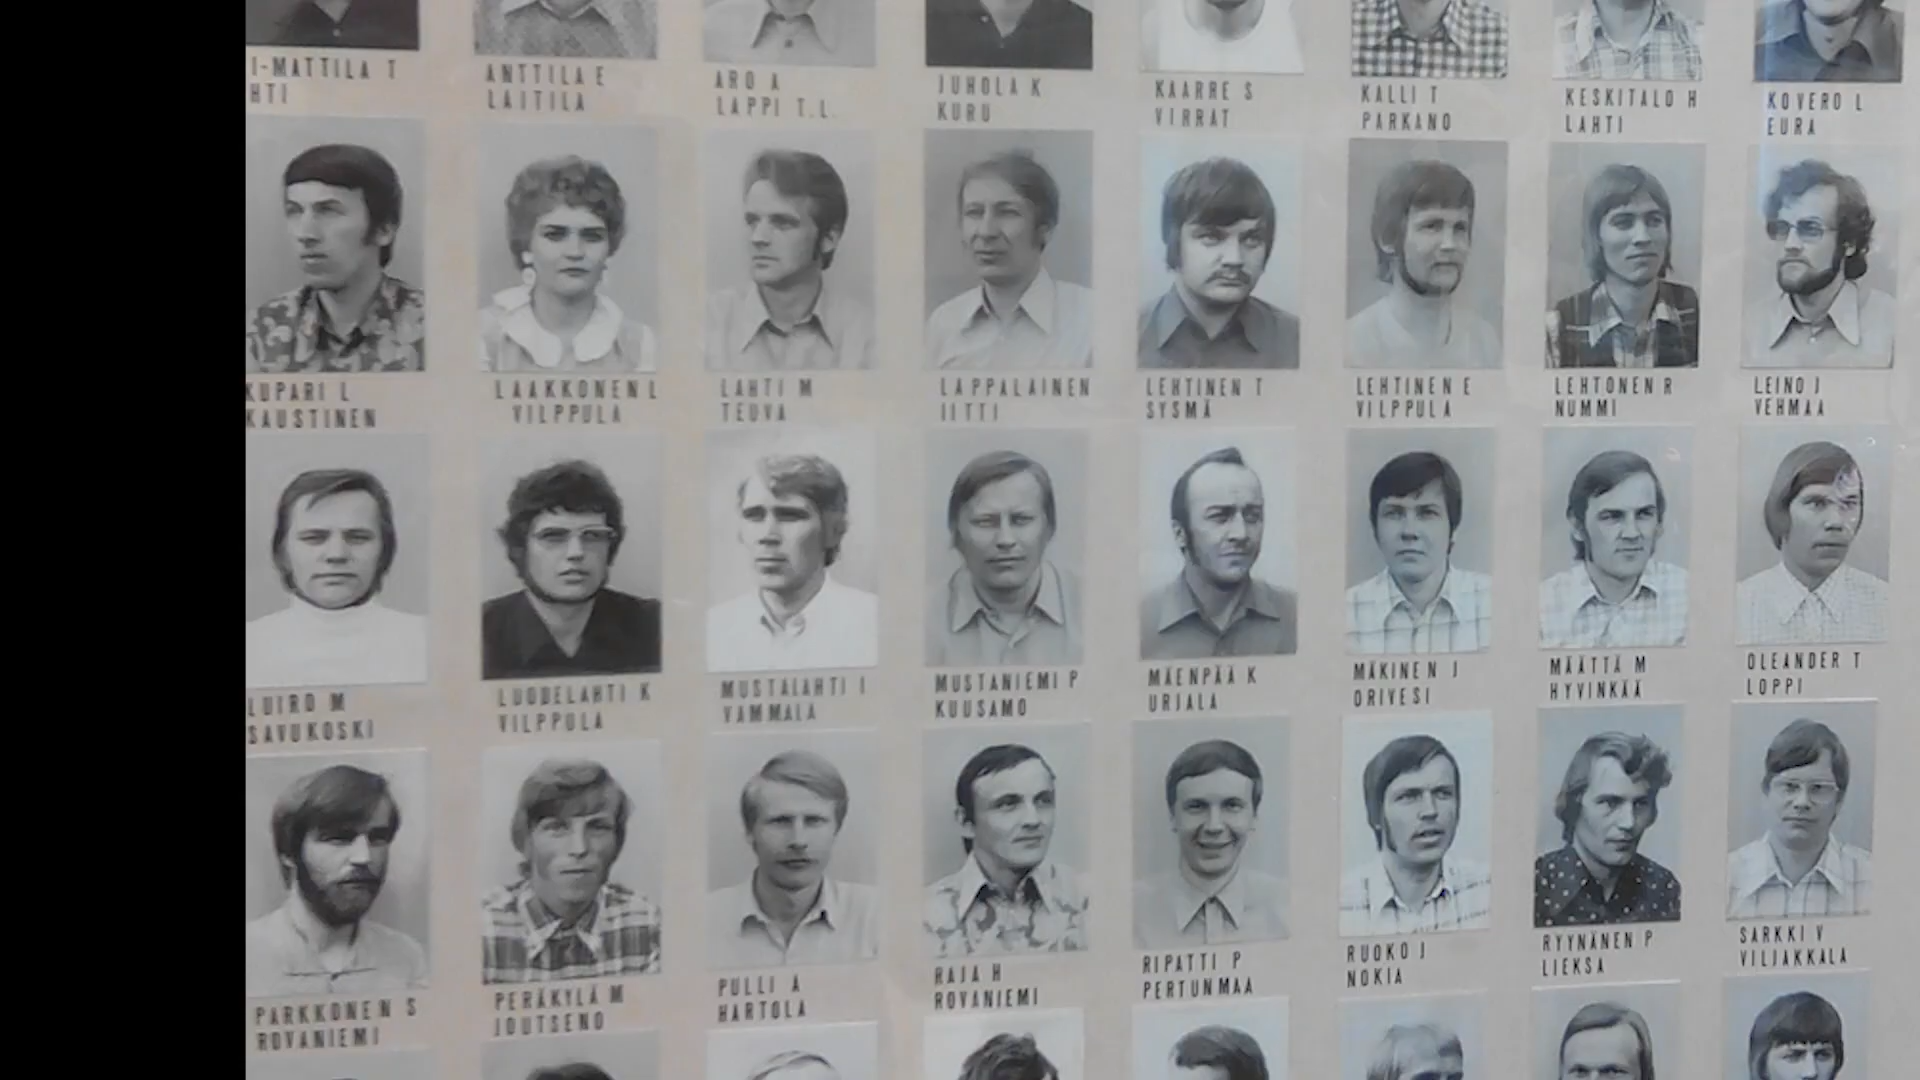 I-MATTILA T
HTI
ANTTILA E
LAITILA
ARO A
LAPPI T.L.
JUHOLA K
KURU
KAARRE S
VIRRAT
KALLI T
PARKANO
KESKITALO H
LAHTI
KOVERO L
EURA
KUPARI L
KAUSTINEN
LAAKKONEN L
VILPPULA
LAHTI M
TEUVA
LAPPALAINEN
IITTI
LEHTINEN T
SYSMÄ
LEHTINEN E
VILPPULA
LEHTONEN R
NUMMI
LEINO J
VEHMAA
LUIRO M
SAVUKOSKI
LUODELAHTI K
VILPPULA
MUSTALAHTI I
VAMMALA
MUSTANIEMI P
KUUSAMO
MÄENPÄÄ K
URJALA
MÄKINEN J
ORIVESI
MÄÄTTÄ M
HYVINKÄÄ
OLEANDER T
LOPPI
PARKKONEN S
ROVANIEMI
PERÄKYLÄ M
JOUTSENO
PULLI A
HARTOLA
RAJA H
ROVANIEMI
RIPATTI P
PERTUNMAA
RUOKO J
NOKIA
RYYNÄNEN P
LIEKSA
SARKKI V
VILJAKKALA